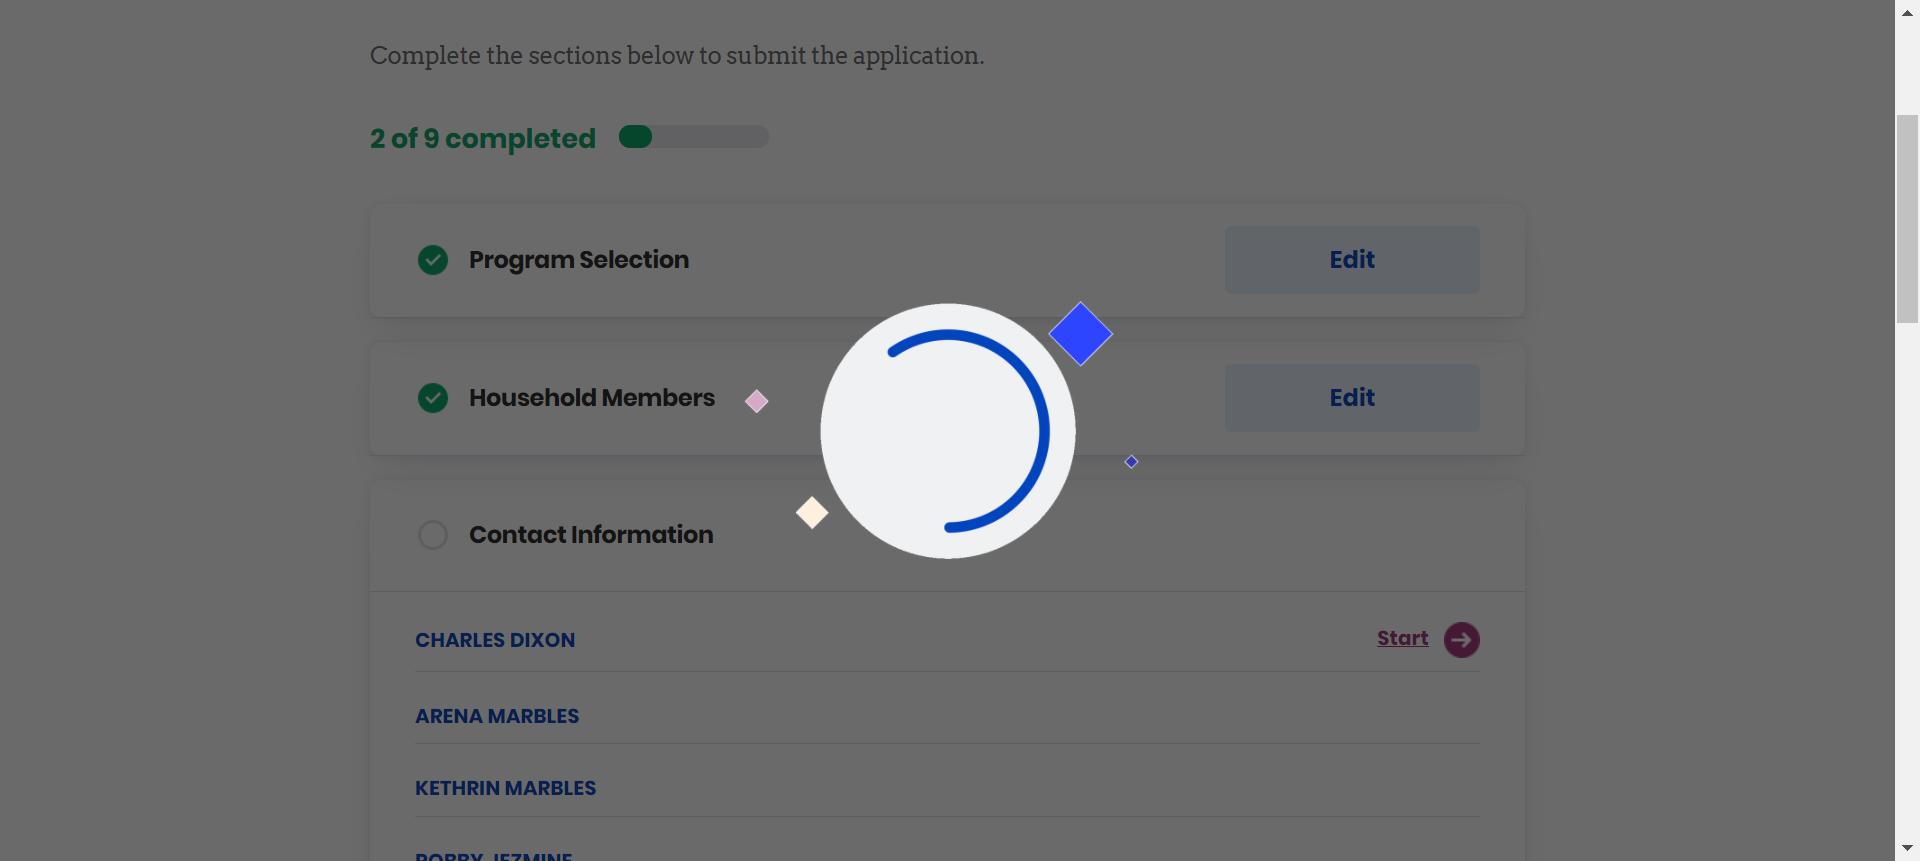 Complete the sections below to submit the application.
2 of 9 completed
Program Selection
Edit
Household Members
Edit
Contact Information
CHARLES DIXON
Start
ARENA MARBLES
KETHRIN MARBLES